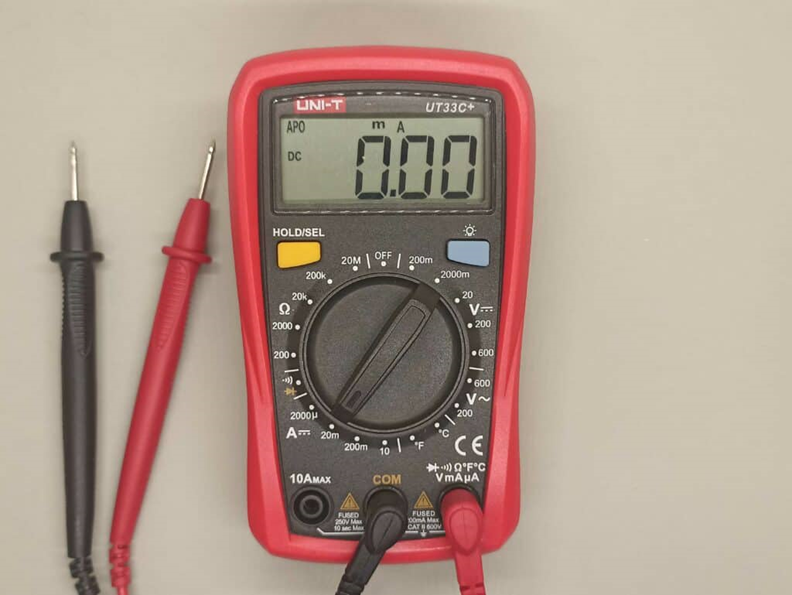 UNI-T UT33C+
APO m A
DC 0.00
HOLD/SEL
OFF
20M 200m
200k 2000m
20k 20
Ω V⎓
2000 200
200 600
600
V~
2000µ 200
A⎓ 20m °C
200m 10 °F
CE
Ω°F°C
10AMAX COM VmAµA
FUSED
250V Max
10 sec Max
FUSED
200mA Max
CAT II 600V